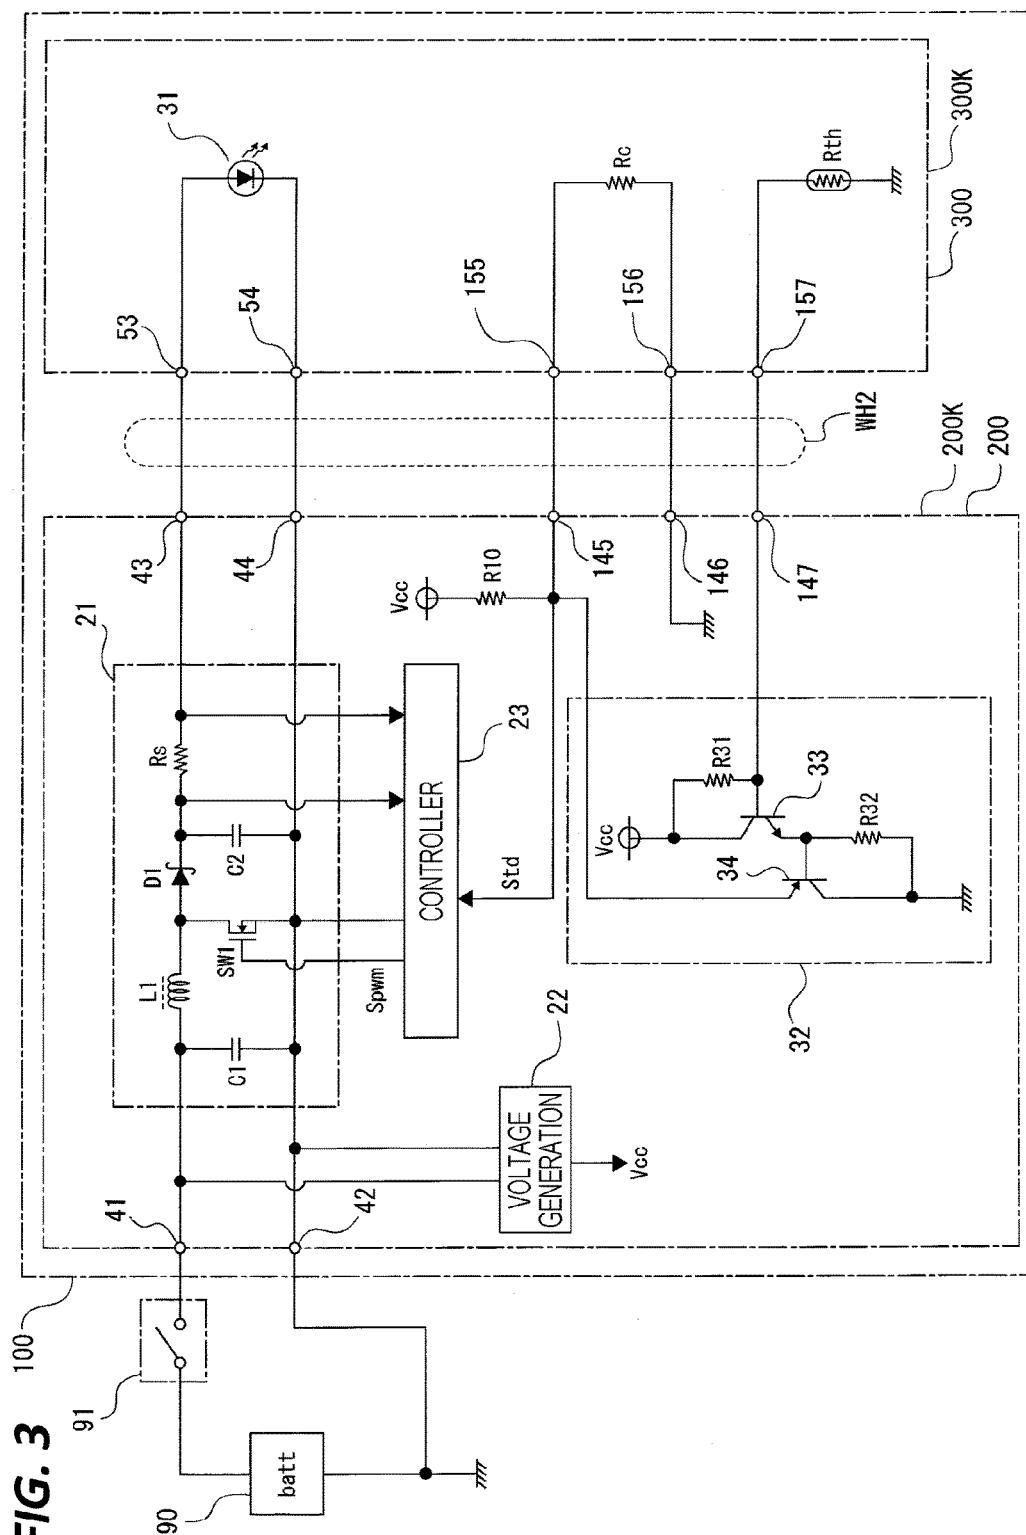 FIG. 3
100
300K
300
31
53
54
155
156
157
Rc
Rth
WH2
200K
200
43
44
145
146
147
21
Rs
D1
C2
L1
SW1
C1
Spwm
CONTROLLER
23
Std
Vcc
R10
Vcc
R31
33
34
R32
32
22
VOLTAGE
GENERATION
Vcc
41
42
91
90
batt